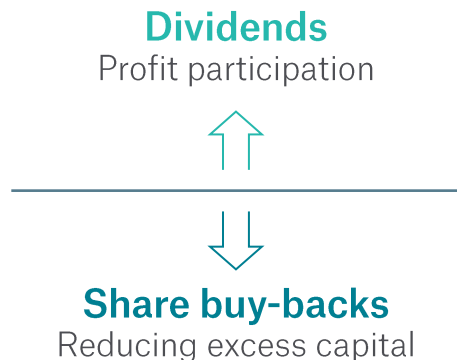 Dividends
Profit participation
Share buy-backs
Reducing excess capital